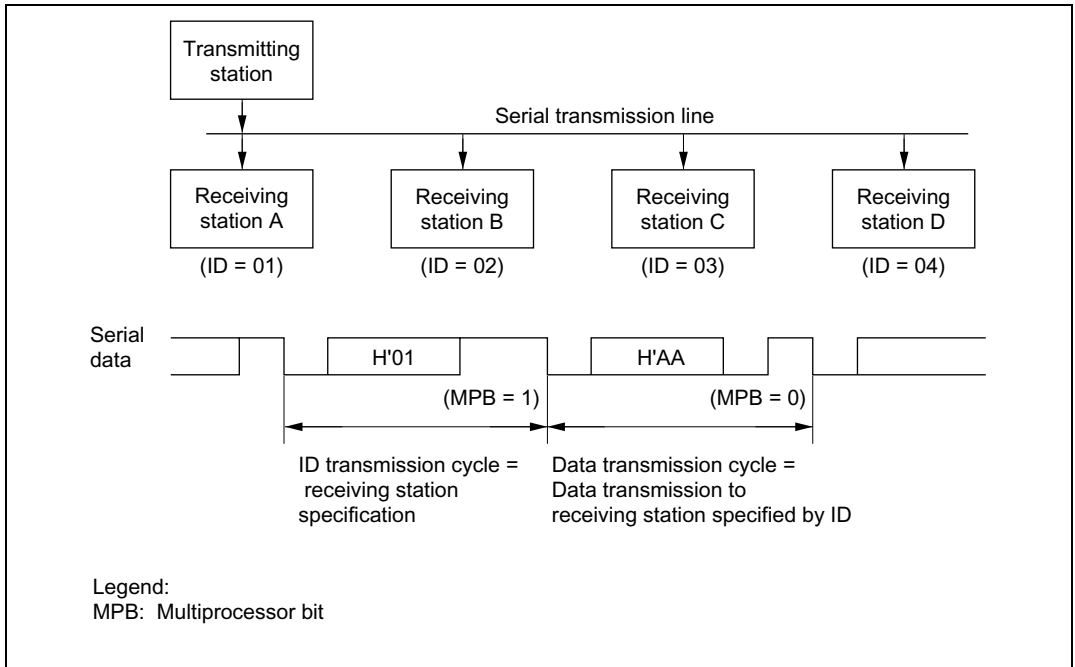 Transmitting
station
Serial transmission line
Receiving
station A
Receiving
station B
Receiving
station C
Receiving
station D
(ID = 01)
(ID = 02)
(ID = 03)
(ID = 04)
Serial
data
H'01
H'AA
(MPB = 1)
(MPB = 0)
ID transmission cycle =
receiving station
specification
Data transmission cycle =
Data transmission to
receiving station specified by ID
Legend:
MPB: Multiprocessor bit